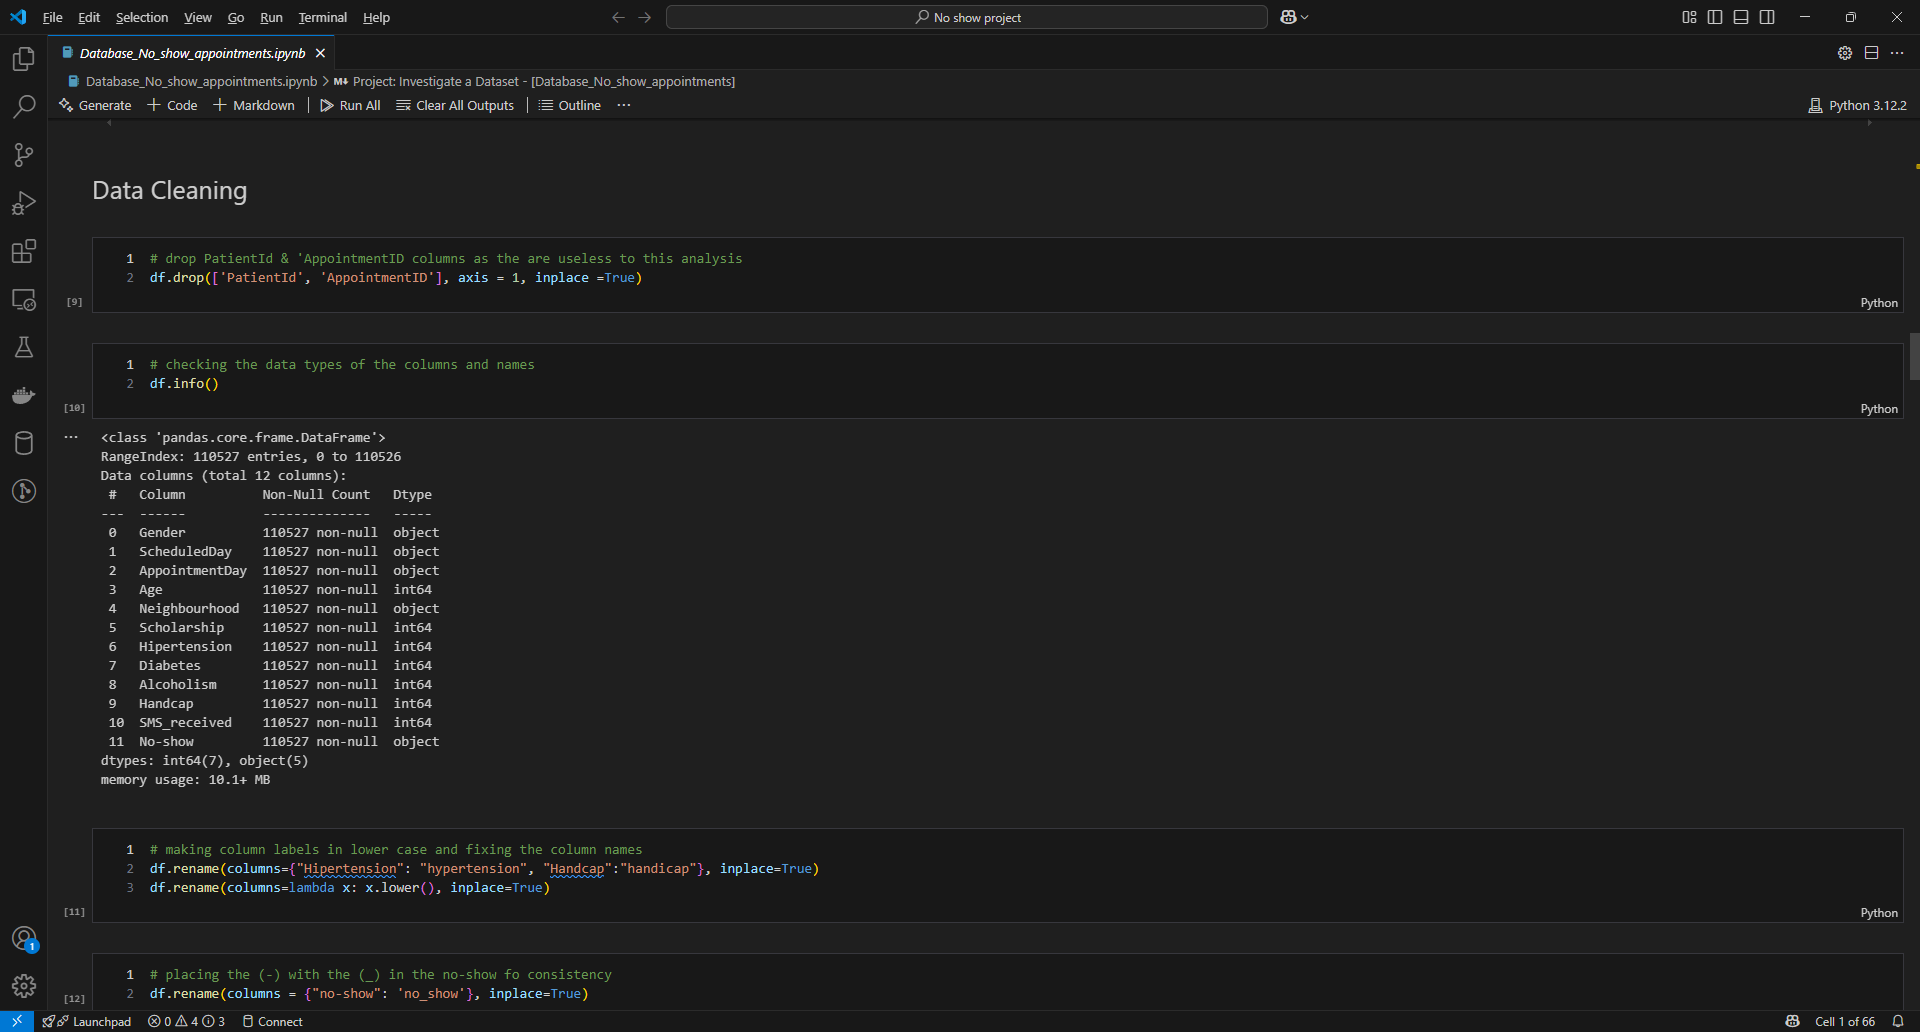 File Edit Selection View Go Run Terminal Help
No show project
Database_No_show_appointments.ipynb
Database_No_show_appointments.ipynb > M↓ Project: Investigate a Dataset - [Database_No_show_appointments]
Generate + Code + Markdown | Run All Clear All Outputs | Outline ···
Python 3.12.2
Data Cleaning
1 # drop PatientId & 'AppointmentID columns as the are useless to this analysis
2 df.drop(['PatientId', 'AppointmentID'], axis = 1, inplace =True)
[9]
Python
1 # checking the data types of the columns and names
2 df.info()
[10]
Python
··· <class 'pandas.core.frame.DataFrame'>
RangeIndex: 110527 entries, 0 to 110526
Data columns (total 12 columns):
# Column Non-Null Count Dtype
--- ------ -------------- -----
0 Gender 110527 non-null object
1 ScheduledDay 110527 non-null object
2 AppointmentDay 110527 non-null object
3 Age 110527 non-null int64
4 Neighbourhood 110527 non-null object
5 Scholarship 110527 non-null int64
6 Hipertension 110527 non-null int64
7 Diabetes 110527 non-null int64
8 Alcoholism 110527 non-null int64
9 Handcap 110527 non-null int64
10 SMS_received 110527 non-null int64
11 No-show 110527 non-null object
dtypes: int64(7), object(5)
memory usage: 10.1+ MB
1 # making column labels in lower case and fixing the column names
2 df.rename(columns={"Hipertension": "hypertension", "Handcap":"handicap"}, inplace=True)
3 df.rename(columns=lambda x: x.lower(), inplace=True)
[11]
Python
1 # placing the (-) with the (_) in the no-show fo consistency
2 df.rename(columns = {"no-show": 'no_show'}, inplace=True)
[12]
1
Launchpad 0 4 3 Connect
Cell 1 of 66